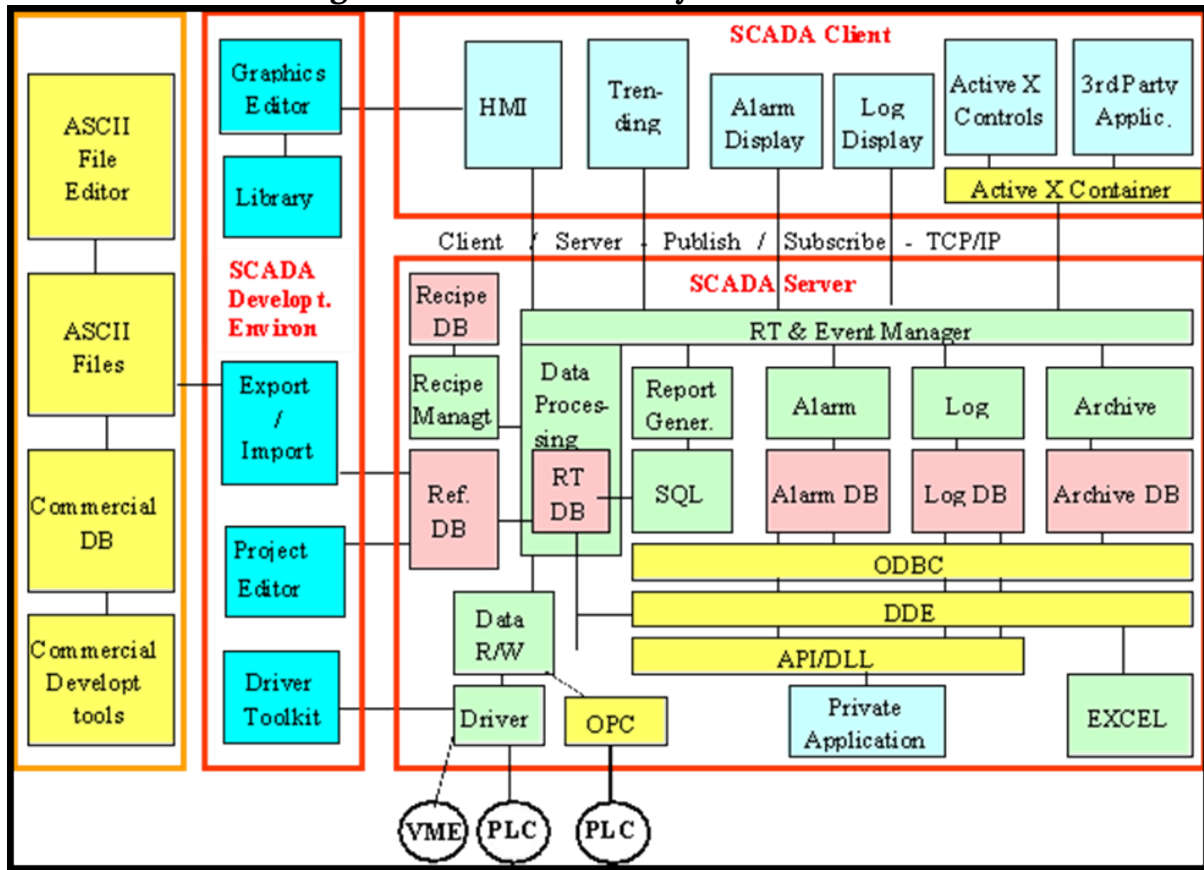 SCADA Client
Graphics
Editor
HMI
Tren-
ding
Alarm
Display
Log
Display
Active X
Controls
3rd Party
Applic.
ASCII
File
Editor
Library
Active X Container
Client / Server - Publish / Subscribe - TCP/IP
SCADA
Developt.
Environ
SCADA Server
Recipe
DB
RT & Event Manager
ASCII
Files
Export
/
Import
Recipe
Managt
Data
Proces-
sing
Report
Gener.
Alarm
Log
Archive
Commercial
DB
Ref.
DB
RT
DB
SQL
Alarm DB
Log DB
Archive DB
Project
Editor
ODBC
DDE
Data
R/W
API/DLL
Commercial
Developt
tools
Driver
Toolkit
Driver
OPC
Private
Application
EXCEL
VME
PLC
PLC